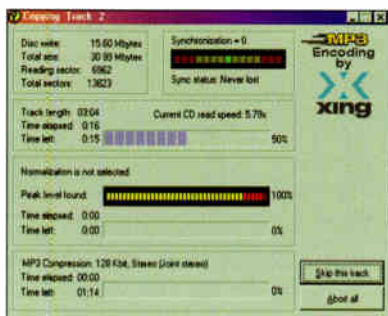 Copying Track 2
Disc write: 15.60 Mbytes
Total size: 30.93 Mbytes
Reading sector: 6962
Total sectors: 13823
Synchronization = 0
Sync status: Never lost
MP3
Encoding
by
xing
Track length: 03:04
Current CD read speed: 5.79x
Time elapsed: 0:16
Time left: 0:15
50%
Normalization is not selected
Peak level found:
100%
Time elapsed: 0:00
Time left: 0:00
0%
MP3 Compression: 128 Kbit, Stereo (Joint stereo)
Time elapsed: 00:00
Time left: 01:14
0%
Skip this track
Abort all